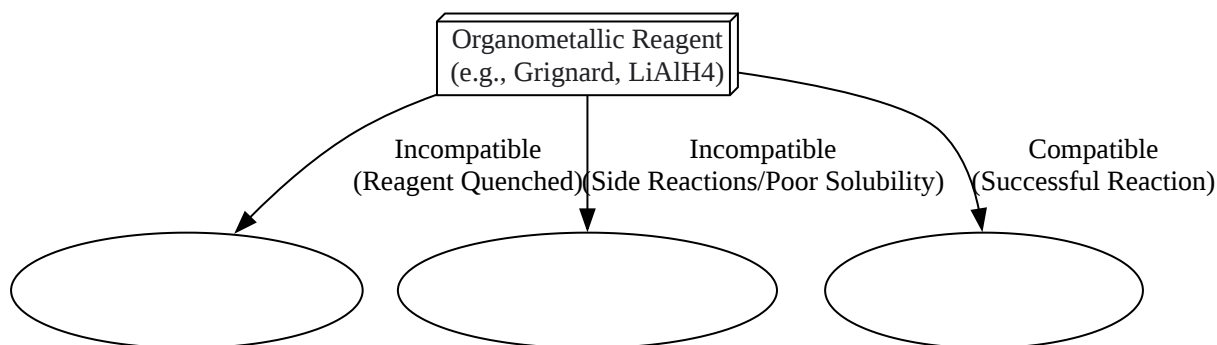 Organometallic Reagent
(e.g., Grignard, LiAlH4)
Incompatible
(Reagent Quenched)
Incompatible
(Side Reactions/Poor Solubility)
Compatible
(Successful Reaction)